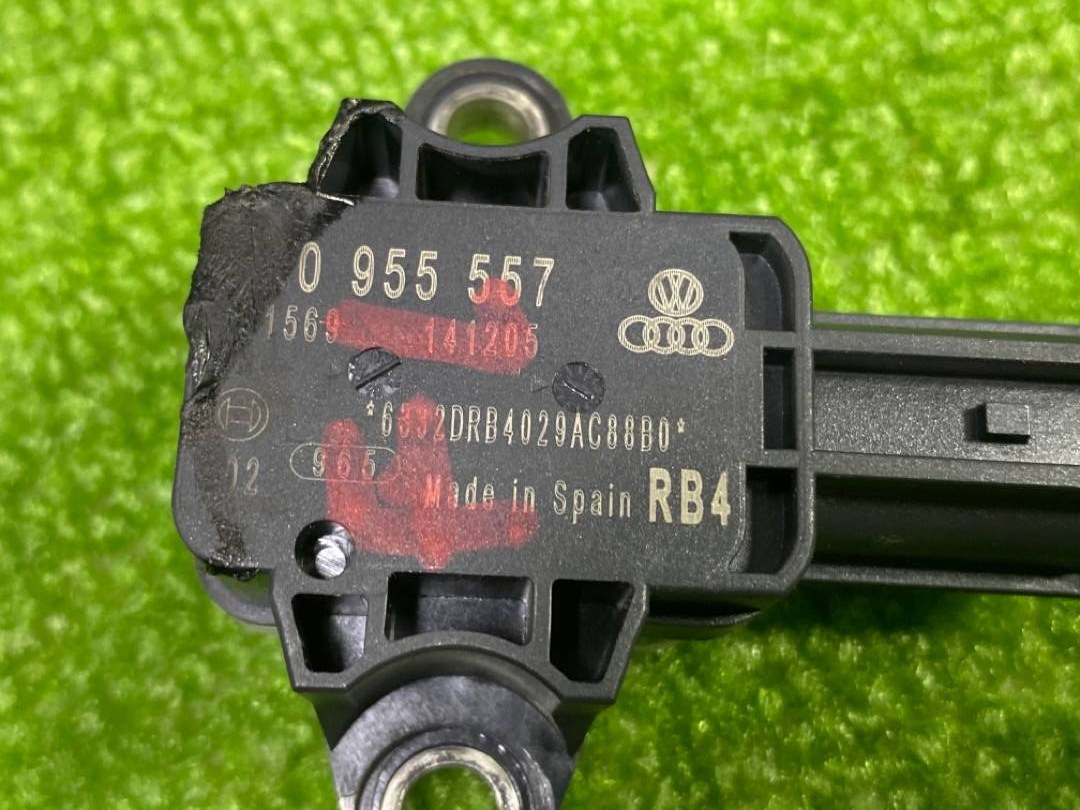 0 955 557
1569 141205
*6332DRB4029AC88B0*
02 965
Made in Spain RB4